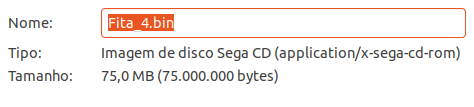 Nome: Fita_4.bin
Tipo: Imagem de disco Sega CD (application/x-sega-cd-rom)
Tamanho: 75,0 MB (75.000.000 bytes)